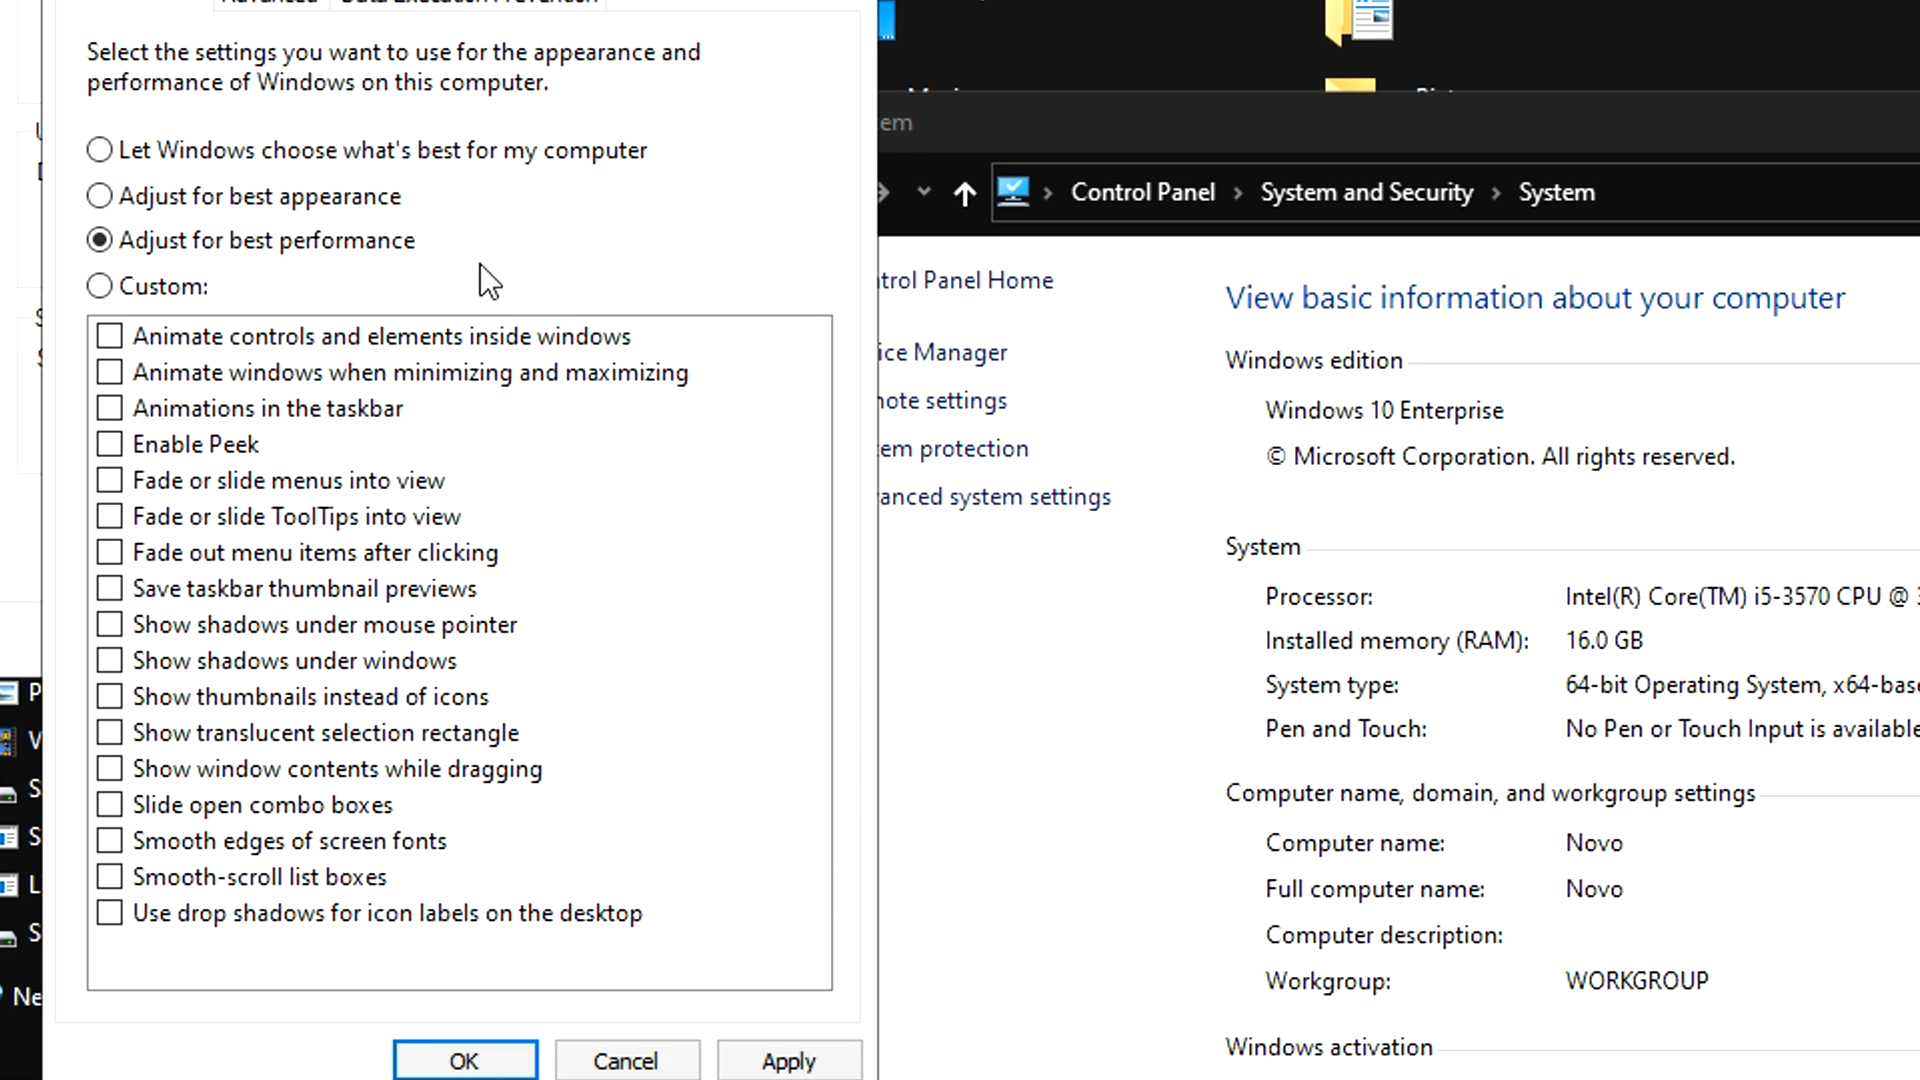 Select the settings you want to use for the appearance and
performance of Windows on this computer.
Let Windows choose what's best for my computer
Adjust for best appearance
Adjust for best performance
Custom:
Animate controls and elements inside windows
Animate windows when minimizing and maximizing
Animations in the taskbar
Enable Peek
Fade or slide menus into view
Fade or slide ToolTips into view
Fade out menu items after clicking
Save taskbar thumbnail previews
Show shadows under mouse pointer
Show shadows under windows
Show thumbnails instead of icons
Show translucent selection rectangle
Show window contents while dragging
Slide open combo boxes
Smooth edges of screen fonts
Smooth-scroll list boxes
Use drop shadows for icon labels on the desktop
OK Cancel Apply
em
Control Panel > System and Security > System
trol Panel Home
ice Manager
note settings
em protection
anced system settings
View basic information about your computer
Windows edition
Windows 10 Enterprise
© Microsoft Corporation. All rights reserved.
System
Processor: Intel(R) Core(TM) i5-3570 CPU @
Installed memory (RAM): 16.0 GB
System type: 64-bit Operating System, x64-base
Pen and Touch: No Pen or Touch Input is available
Computer name, domain, and workgroup settings
Computer name: Novo
Full computer name: Novo
Computer description:
Workgroup: WORKGROUP
Windows activation